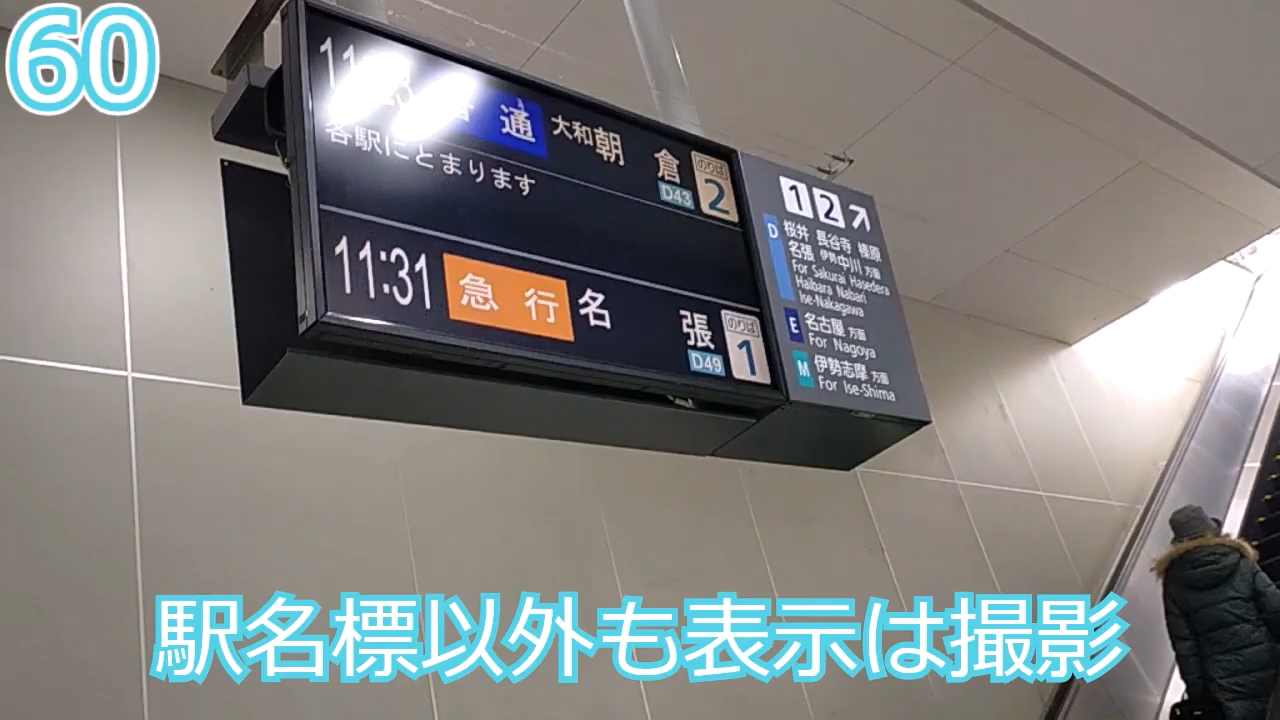 60
普通 大和朝倉 D43 のりば 2
各駅にとまります
11:31 急行 名張 D49 のりば 1
1 2
D 桜井 長谷寺 榛原
名張 伊勢中川 方面
For Sakurai Hasedera
Haibara Nabari
Ise-Nakagawa
E 名古屋 方面
For Nagoya
M 伊勢志摩 方面
For Ise-Shima
駅名標以外も表示は撮影